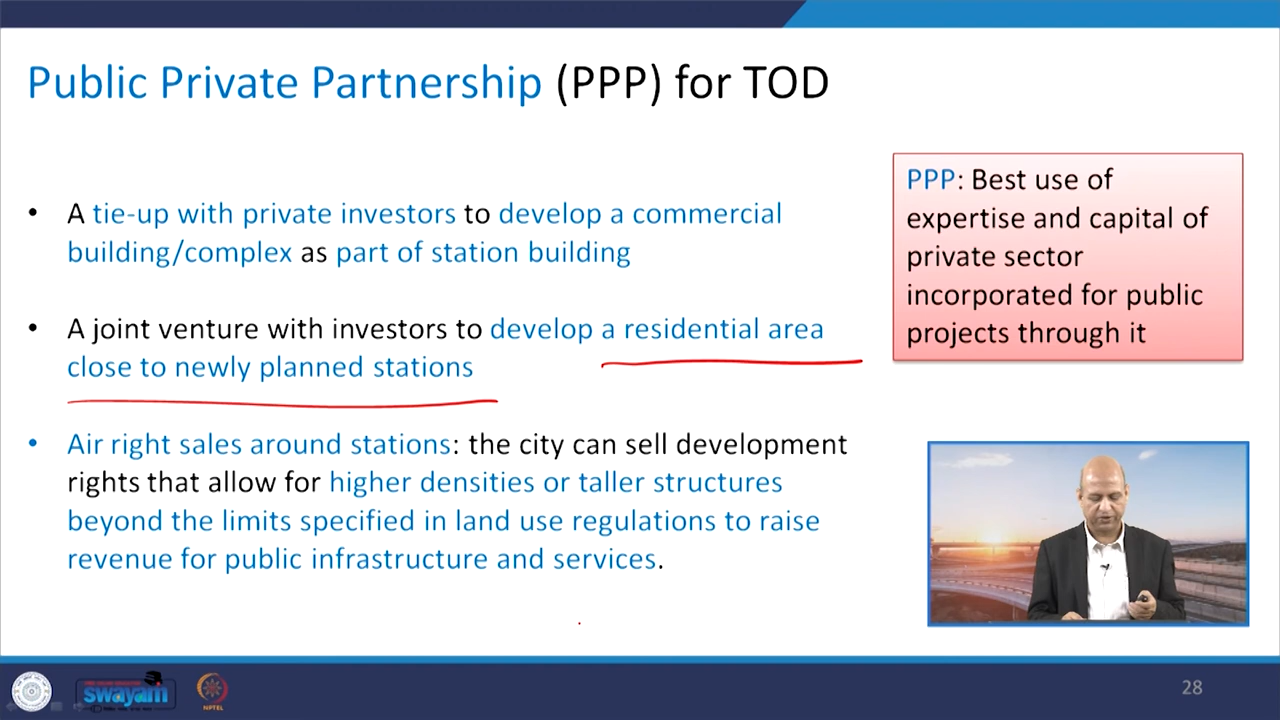 Public Private Partnership (PPP) for TOD
• A tie-up with private investors to develop a commercial
building/complex as part of station building
• A joint venture with investors to develop a residential area
close to newly planned stations
• Air right sales around stations: the city can sell development
rights that allow for higher densities or taller structures
beyond the limits specified in land use regulations to raise
revenue for public infrastructure and services.
PPP: Best use of
expertise and capital of
private sector
incorporated for public
projects through it
swayam
NPTEL
28